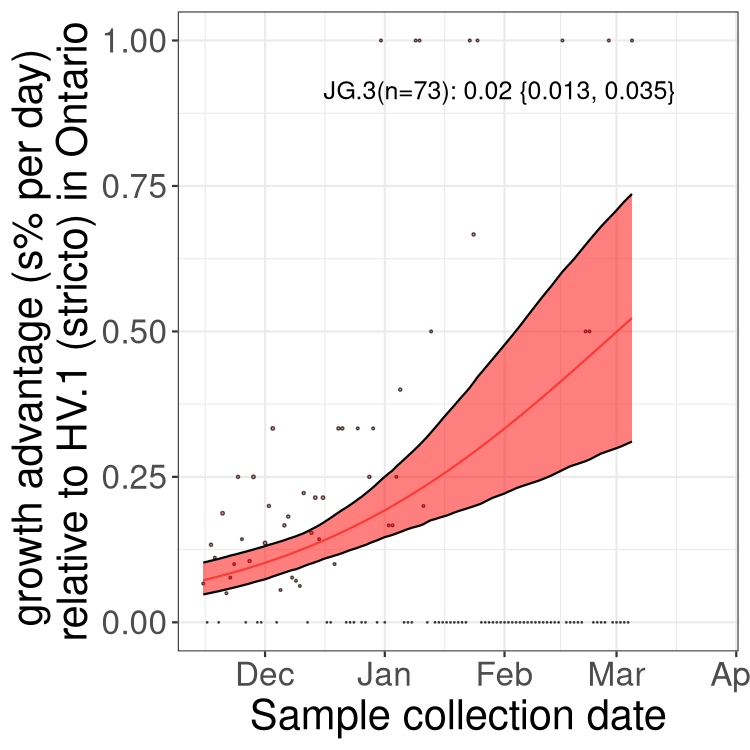 growth advantage (s% per day)
relative to HV.1 (stricto) in Ontario
1.00
JG.3(n=73): 0.02 {0.013, 0.035}
0.75
0.50
0.25
0.00
Dec Jan Feb Mar Ap
Sample collection date